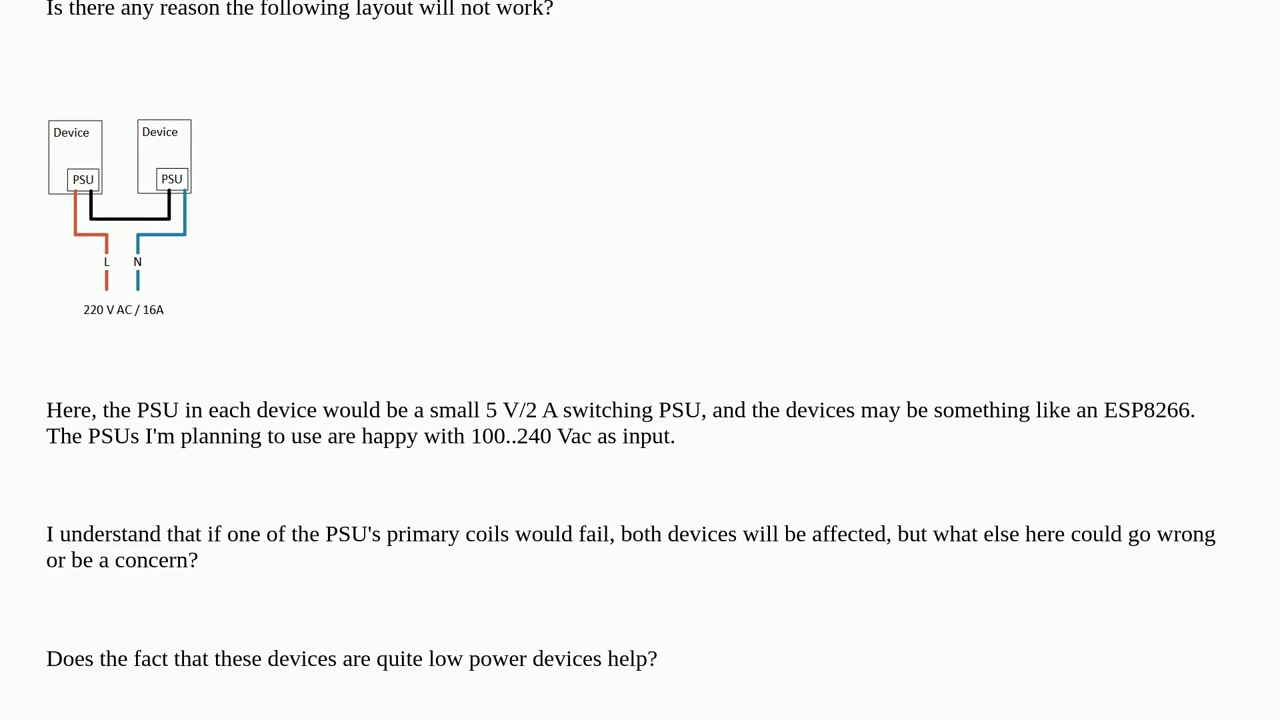 Is there any reason the following layout will not work?
Device Device
PSU PSU
L N
220 V AC / 16A
Here, the PSU in each device would be a small 5 V/2 A switching PSU, and the devices may be something like an ESP8266.
The PSUs I'm planning to use are happy with 100..240 Vac as input.
I understand that if one of the PSU's primary coils would fail, both devices will be affected, but what else here could go wrong
or be a concern?
Does the fact that these devices are quite low power devices help?